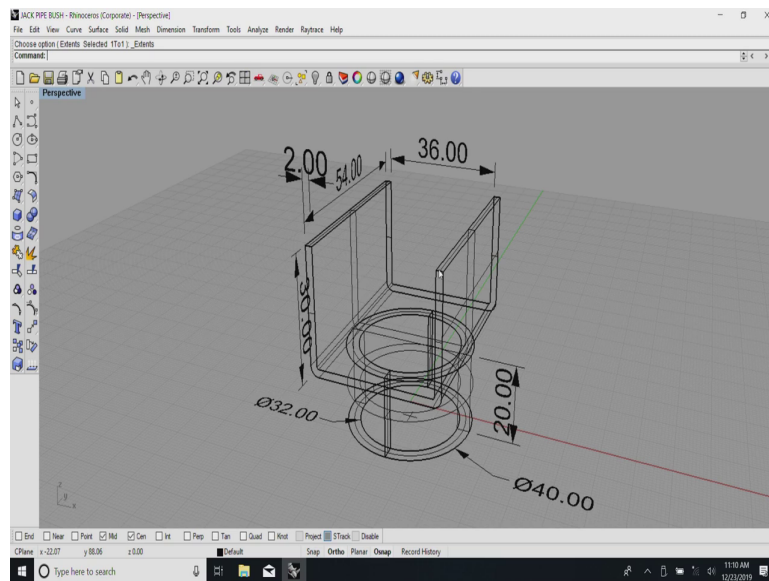 JACK PIPE BUSH - Rhinoceros (Corporate) - [Perspective]
File Edit View Curve Surface Solid Mesh Dimension Transform Tools Analyze Render Raytrace Help
Choose option ( Extents Selected 1To1 ): _Extents
Command:
Perspective
2.00
54.00
36.00
30.00
Ø32.00
20.00
Ø40.00
z
y
x
End Near Point Mid Cen Int Perp Tan Quad Knot Project STrack Disable
CPlane x -22.07 y 88.06 z 0.00 Default Snap Ortho Planar Osnap Record History
Type here to search
11:10 AM
12/23/2019